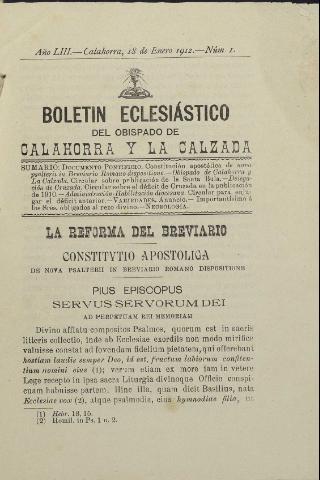 Año LIII.—Calahorra, 18 de Enero 1912.—Núm. 1.
BOLETIN ECLESIÁSTICO
DEL OBISPADO DE
CALAHORRA Y LA CALZADA
SUMARIO: DOCUMENTO PONTIFICIO. Constitución apostólica de nova
psalterii in Breviario Romano dispositione.—Obispado de Calahorra y
La Calzada. Circular sobre publicación de la Santa Bula.—Delega-
ción de Cruzada. Circular sobre el déficit de Cruzada en la publicación
de 1910.—Administración-Habilitación diocesana. Circular para enju-
gar el déficit anterior.—VARIEDADES. Anuncio.—Importantísimo á
los Sres. obligados al rezo divino.—NECROLOGÍA.
LA REFORMA DEL BREVIARIO
CONSTITVTIO APOSTOLICA
DE NOVA PSALTERII IN BREVIARIO ROMANO DISPOSITIONE
PIUS EPISCOPUS
SERVUS SERVORUM DEI
AD PERPETUAM REI MEMORIAM
Divino afflatu compositos Psalmos, quorum est in sacris
litteris collectio, inde ab Ecclesiae exordiis non modo mirifice
valuisse constat ad fovendam fidelium pietatem, qui offerebant
hostiam laudis semper Deo, id est, fructum labiorum confiten-
tium nomini eius (1); verum etiam ex more iam in vetere
Lege recepto in ipsa sacra Liturgia divinoque Officio conspi-
cuam habuisse partem. Hinc illa, quam dicit Basilius, nata
Ecclesiae vox (2), atque psalmodia, eius hymnodiae filia, ut
(1) Hebr. 13, 15.
(2) Homil. in Ps. 1 n. 2.